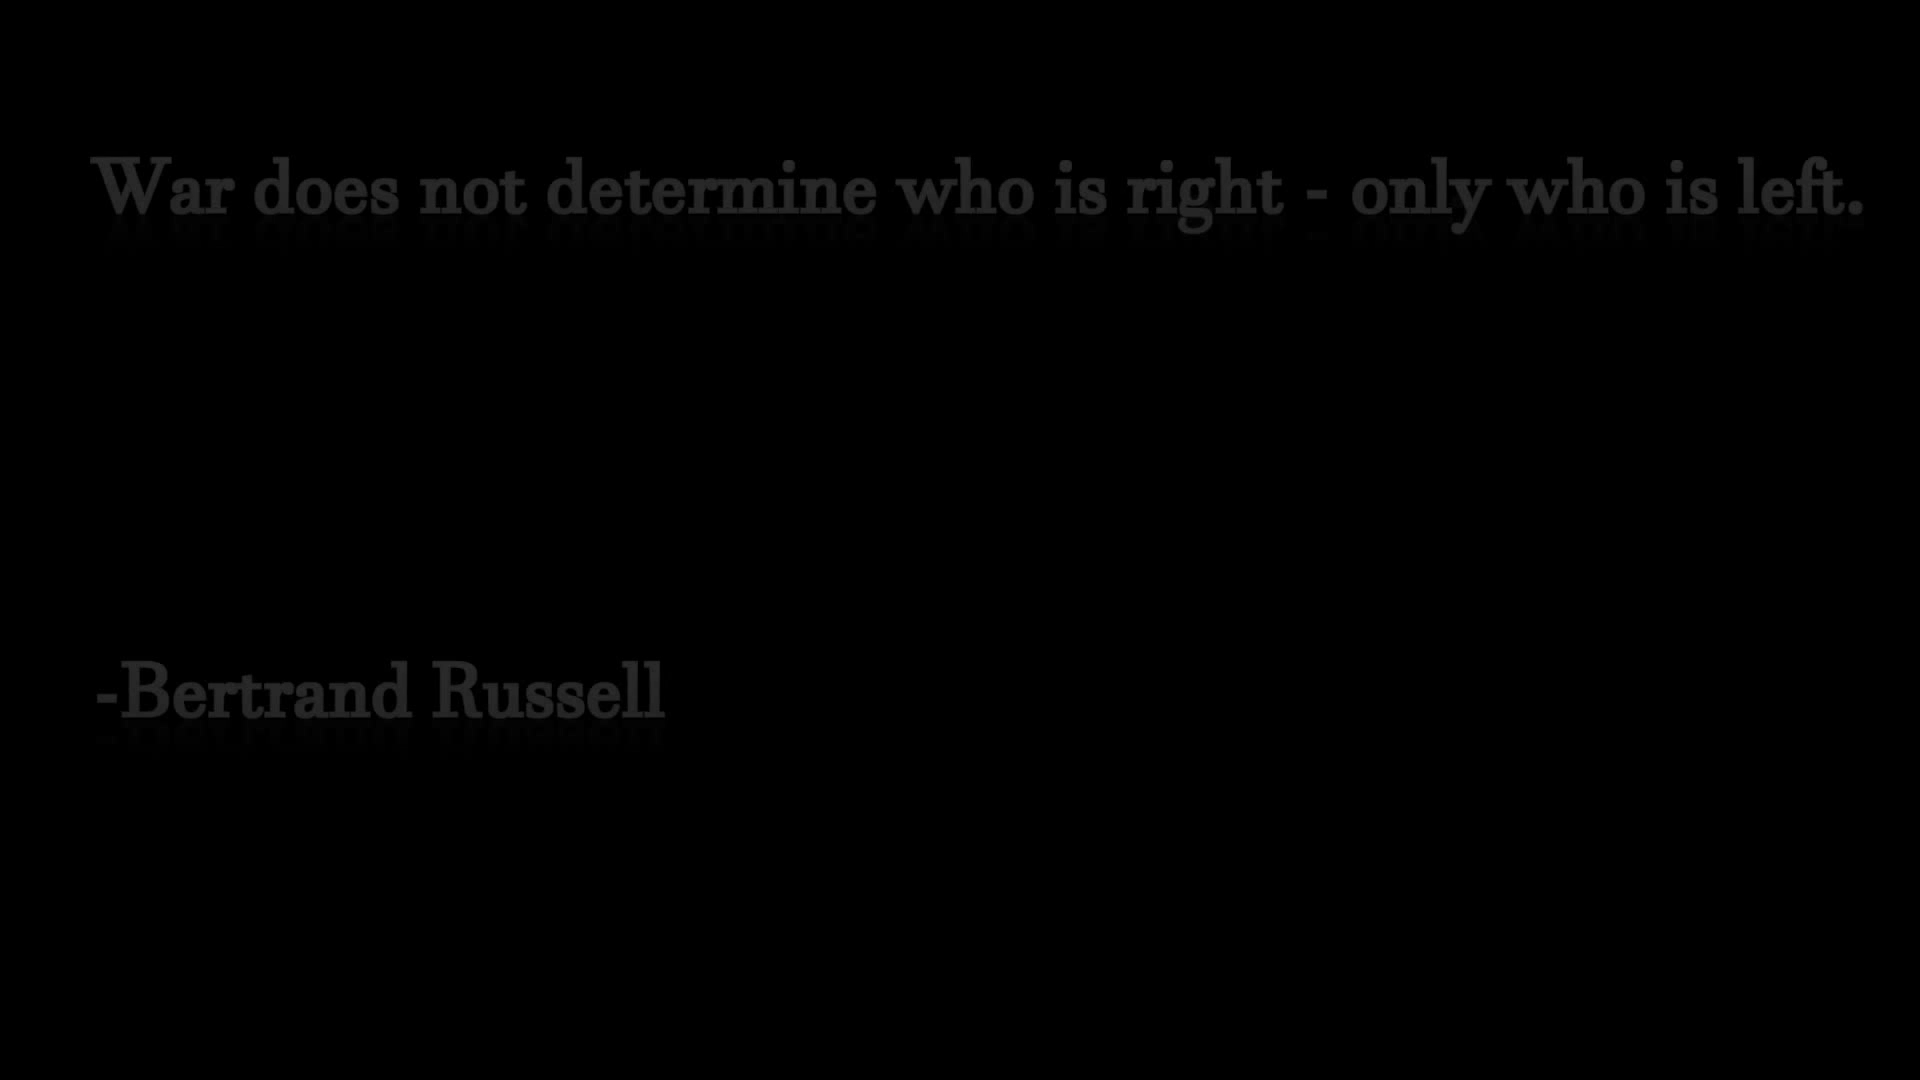 War does not determine who is right - only who is left.
-Bertrand Russell